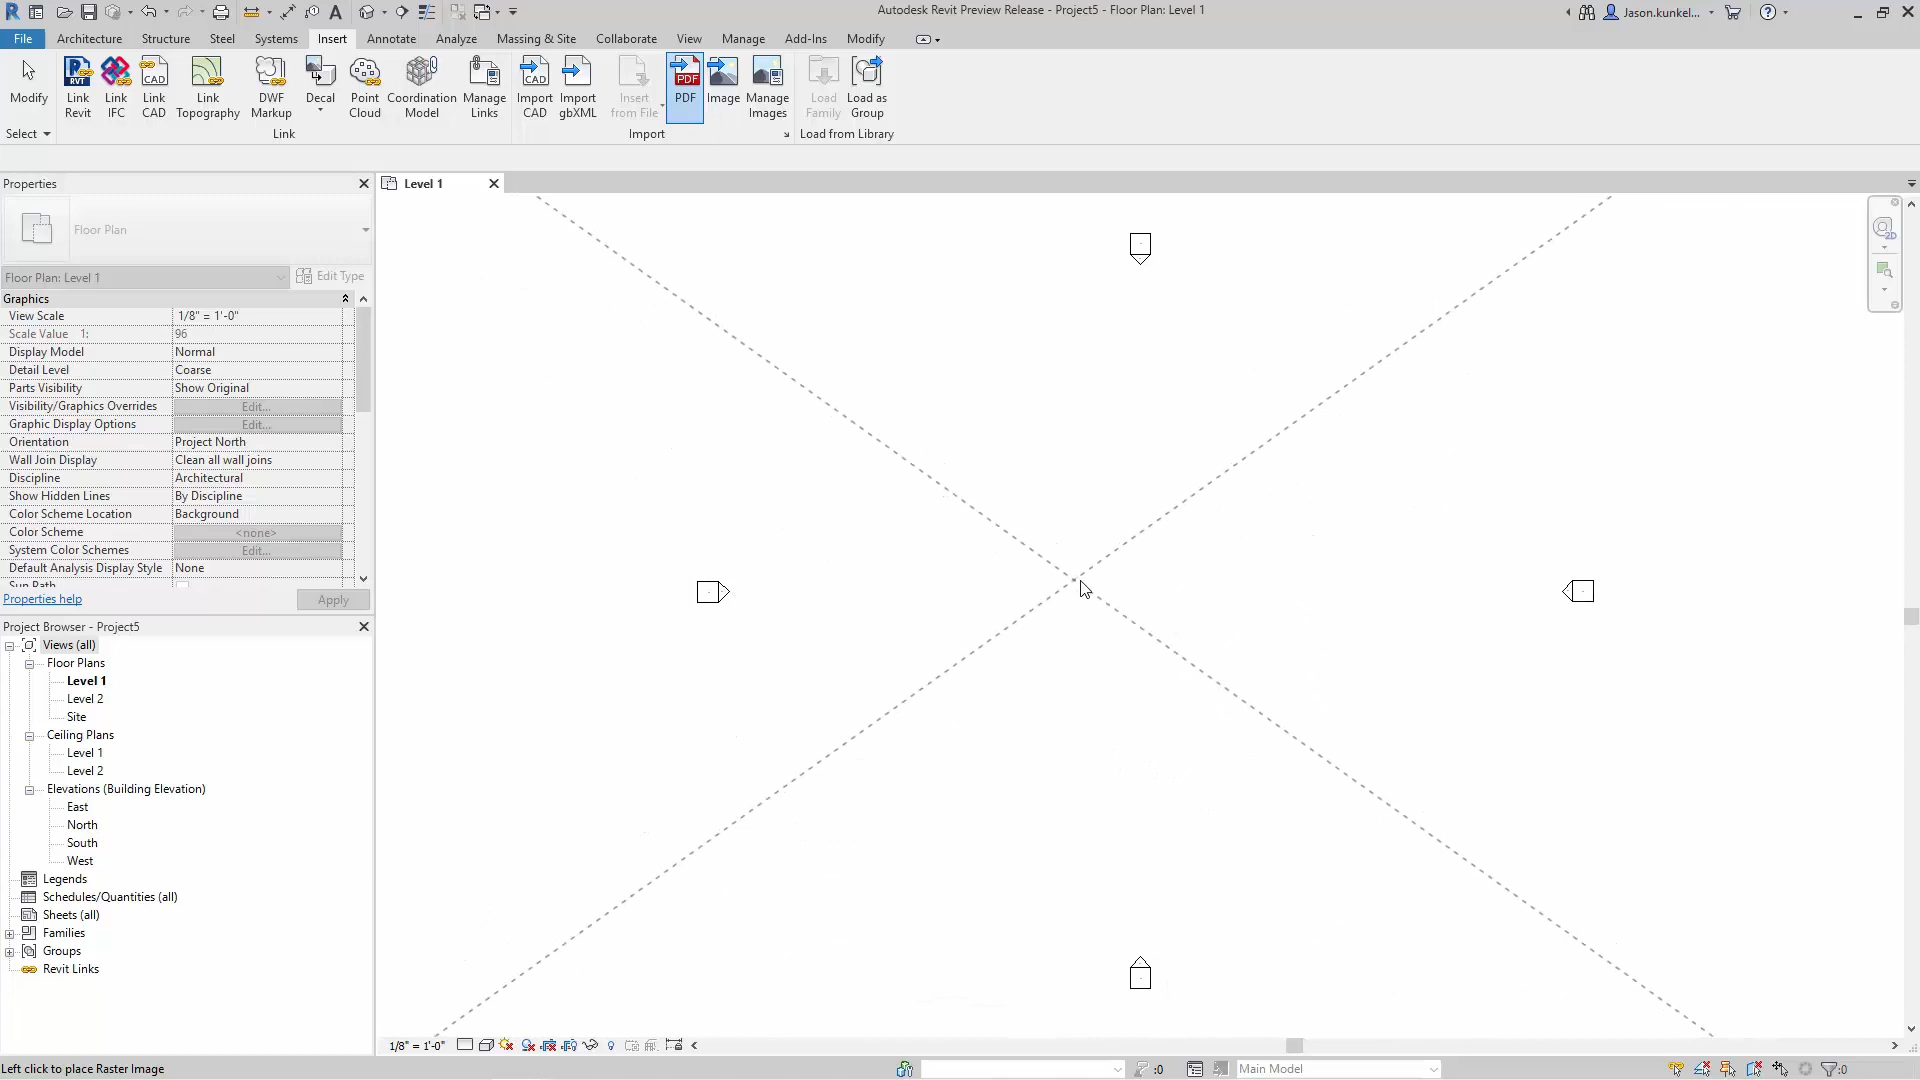 Autodesk Revit Preview Release - Project5 - Floor Plan: Level 1
Jason.kunkel...
File Architecture Structure Steel Systems Insert Annotate Analyze Massing & Site Collaborate View Manage Add-Ins Modify
Modify
Link Revit
Link IFC
Link CAD
Link Topography
DWF Markup
Decal
Point Cloud
Coordination Model
Manage Links
Import CAD
Import gbXML
Insert from File
PDF
Image
Manage Images
Load Family
Load as Group
Select
Link
Import
Load from Library
Properties
Level 1
Floor Plan
Floor Plan: Level 1
Edit Type
Graphics
View Scale 1/8" = 1'-0"
Scale Value 1: 96
Display Model Normal
Detail Level Coarse
Parts Visibility Show Original
Visibility/Graphics Overrides Edit...
Graphic Display Options Edit...
Orientation Project North
Wall Join Display Clean all wall joins
Discipline Architectural
Show Hidden Lines By Discipline
Color Scheme Location Background
Color Scheme <none>
System Color Schemes Edit...
Default Analysis Display Style None
Sun Path
Properties help
Apply
Project Browser - Project5
Views (all)
Floor Plans
Level 1
Level 2
Site
Ceiling Plans
Level 1
Level 2
Elevations (Building Elevation)
East
North
South
West
Legends
Schedules/Quantities (all)
Sheets (all)
Families
Groups
Revit Links
1/8" = 1'-0"
Left click to place Raster Image
:0
Main Model
:0